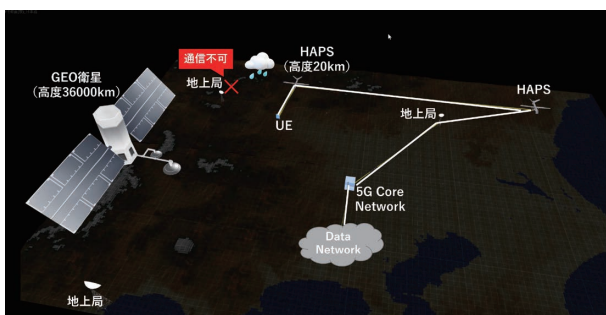 GEO衛星
（高度36000km）
通信不可
地上局
HAPS
（高度20km）
UE
HAPS
地上局
5G Core
Network
Data
Network
地上局